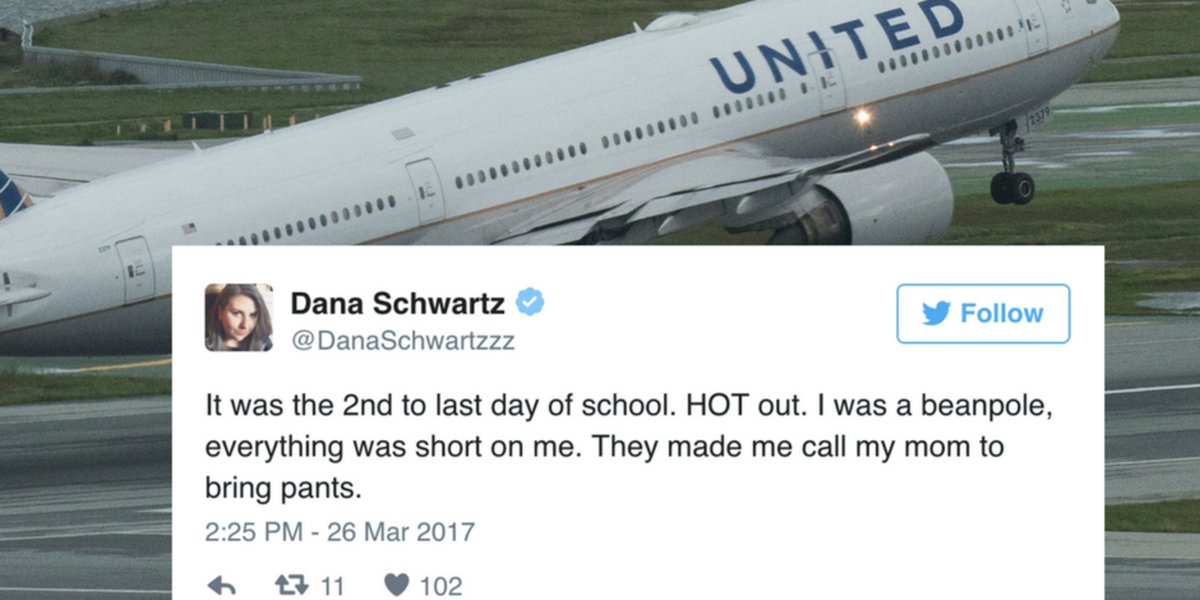 UNITED
2379
Dana Schwartz
Follow
@DanaSchwartzzz
It was the 2nd to last day of school. HOT out. I was a beanpole,
everything was short on me. They made me call my mom to
bring pants.
2:25 PM - 26 Mar 2017
11 102